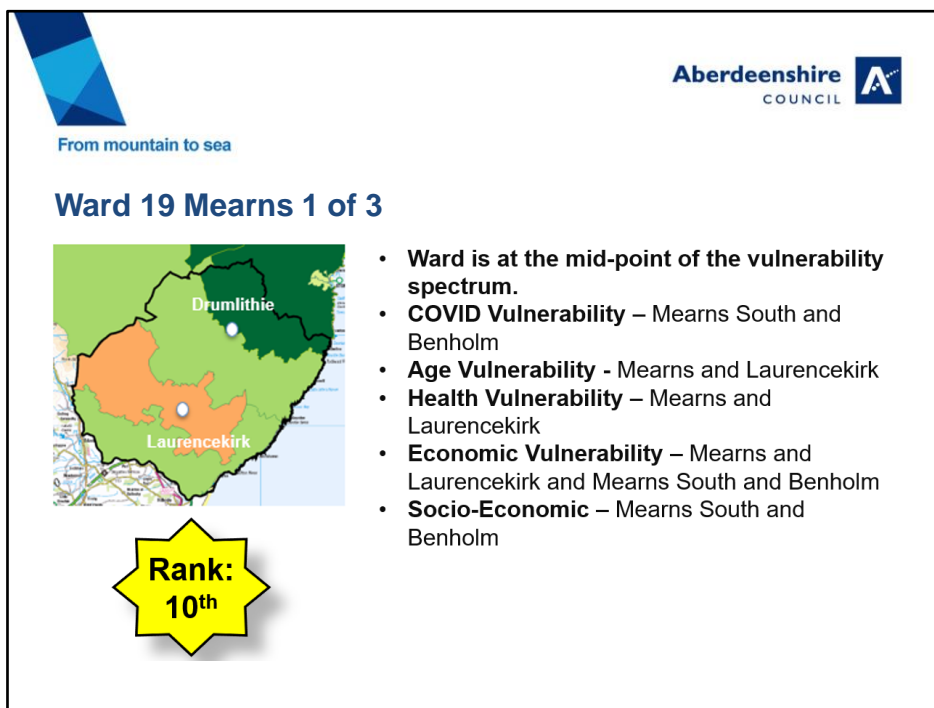 Aberdeenshire
COUNCIL
From mountain to sea
Ward 19 Mearns 1 of 3
Drumlithie
Laurencekirk
• Ward is at the mid-point of the vulnerability
spectrum.
• COVID Vulnerability – Mearns South and
Benholm
• Age Vulnerability - Mearns and Laurencekirk
• Health Vulnerability – Mearns and
Laurencekirk
• Economic Vulnerability – Mearns and
Laurencekirk and Mearns South and Benholm
• Socio-Economic – Mearns South and
Benholm
Rank:
10th